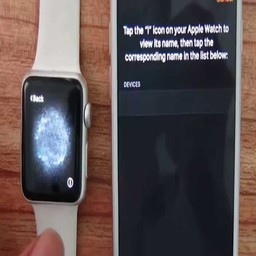 <Back
Tap the "i" icon on your Apple Watch to
view its name, then tap the
corresponding name in the list below:
DEVICES